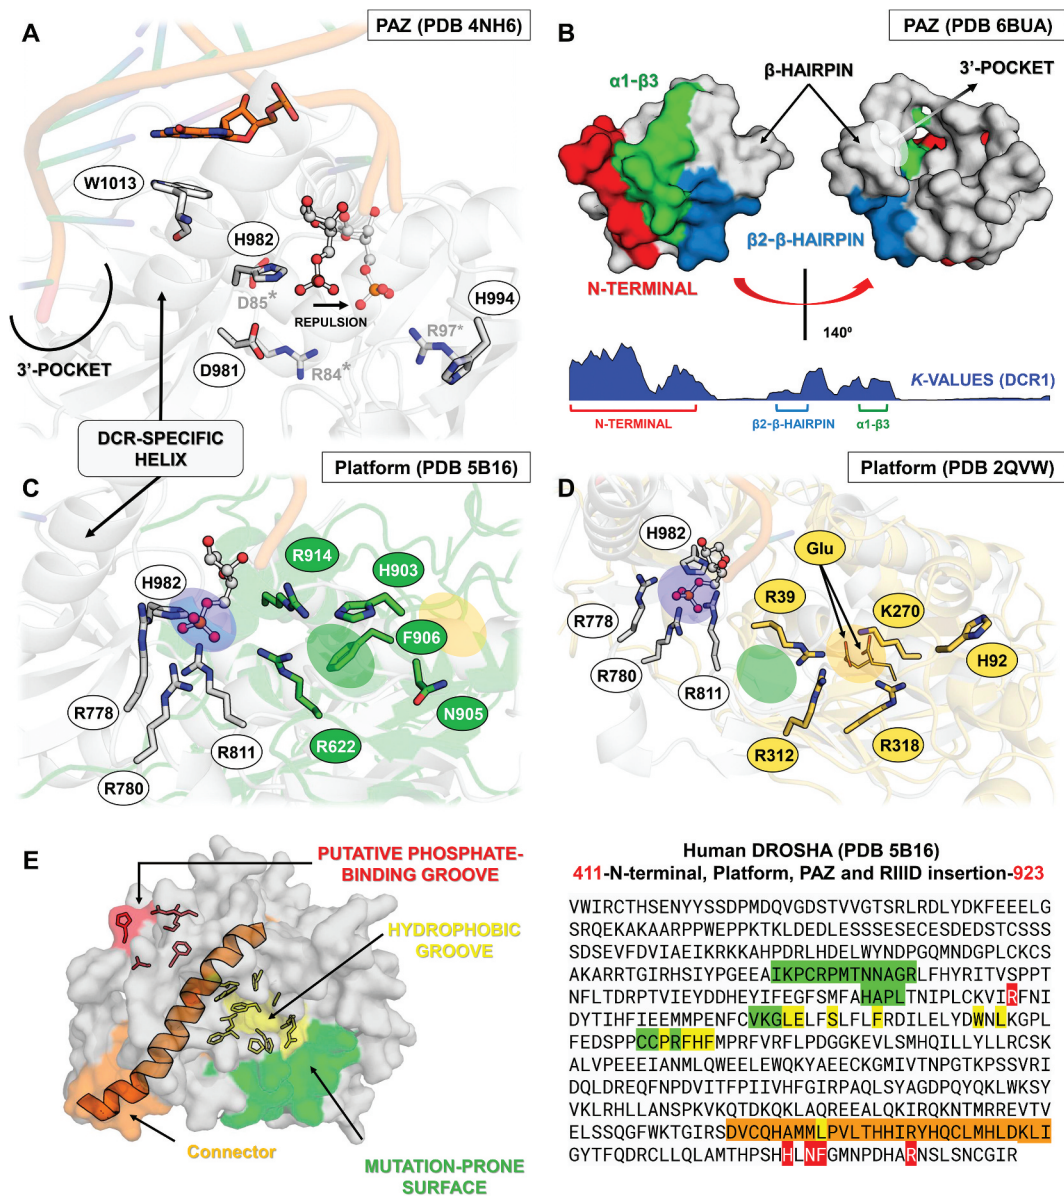 A
PAZ (PDB 4NH6)
W1013
H982
D85*
REPULSION
H994
R97*
R84*
D981
3'-POCKET
DCR-SPECIFIC
HELIX
B
PAZ (PDB 6BUA)
α1-β3
β-HAIRPIN
3'-POCKET
β2-β-HAIRPIN
N-TERMINAL
140º
K-VALUES (DCR1)
N-TERMINAL
β2-β-HAIRPIN
α1-β3
C
Platform (PDB 5B16)
R914
H903
H982
F906
R778
N905
R811
R622
R780
D
Platform (PDB 2QVW)
H982
Glu
R39
K270
R778
H92
R780
R811
R312
R318
E
PUTATIVE PHOSPHATE-
BINDING GROOVE
HYDROPHOBIC
GROOVE
Connector
MUTATION-PRONE
SURFACE
Human DROSHA (PDB 5B16)
411-N-terminal, Platform, PAZ and RIIID insertion-923
VWIRCTHSENYYSSDPMDQVGDSTVVGTSRLRDLYDKFEEELG
SRQEKAKAARPPWEPPKTKLDEDLESSSESECESDEDSTCSSS
SDSEVFDVIAEIKRKKAHPDRLHDELWYNDPGQMNDGPLCKCS
AKARRTGIRHSIYPGEEAIKPCRPMTNNAGRLFHYRITVSPPT
NFLTDRPTVIEYDDHEYIFEGFSMFAHAPLTNIPLCKVIRFNI
DYTIHFIEEMMPENFCVKGLELFSLFLFRDILELYDWNLKGPL
FEDSPPCCPRFHFMPRFVRFLPDGGKEVLSMHQILLYLLRCSK
ALVPEEEIANMLQWEELEWQKYAEECKGMIVTNPGTKPSSVRI
DQLDREQFNPDVITFPIIVHFGIRPAQLSYAGDPQYQKLWKSY
VKLRHLLANSPKVKQTDKQKLAQREEALQKIRQKNTMRREVTV
ELSSQGFWKTGIRSDVCQHAMMLPVLTHHIRYHQCLMHLDKLI
GYTFQDRCLLQLAMTHPSHHLNFGMNPDHARNSLSNCGIR